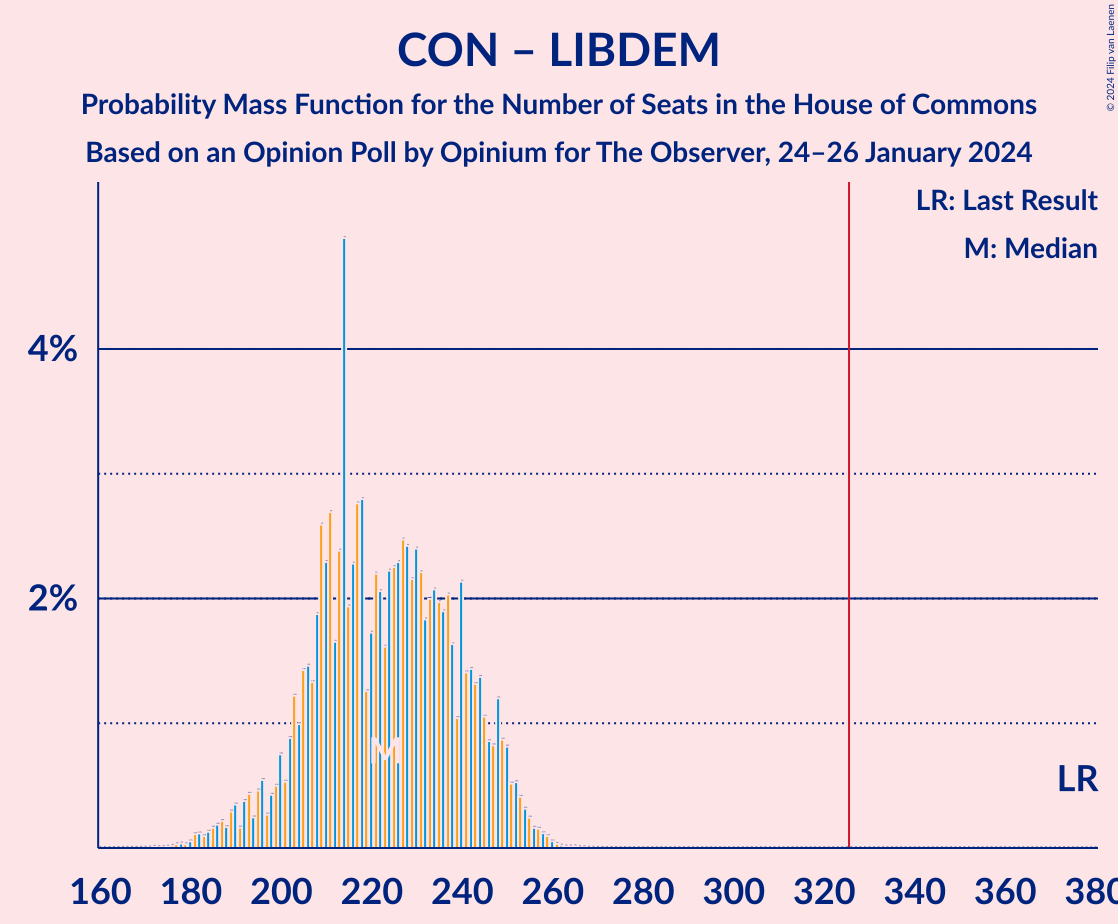 CON – LIBDEM
Probability Mass Function for the Number of Seats in the House of Commons
Based on an Opinion Poll by Opinium for The Observer, 24–26 January 2024
© 2024 Filip van Laenen
LR: Last Result
M: Median
4%
2%
M
LR
160 180 200 220 240 260 280 300 320 340 360 380